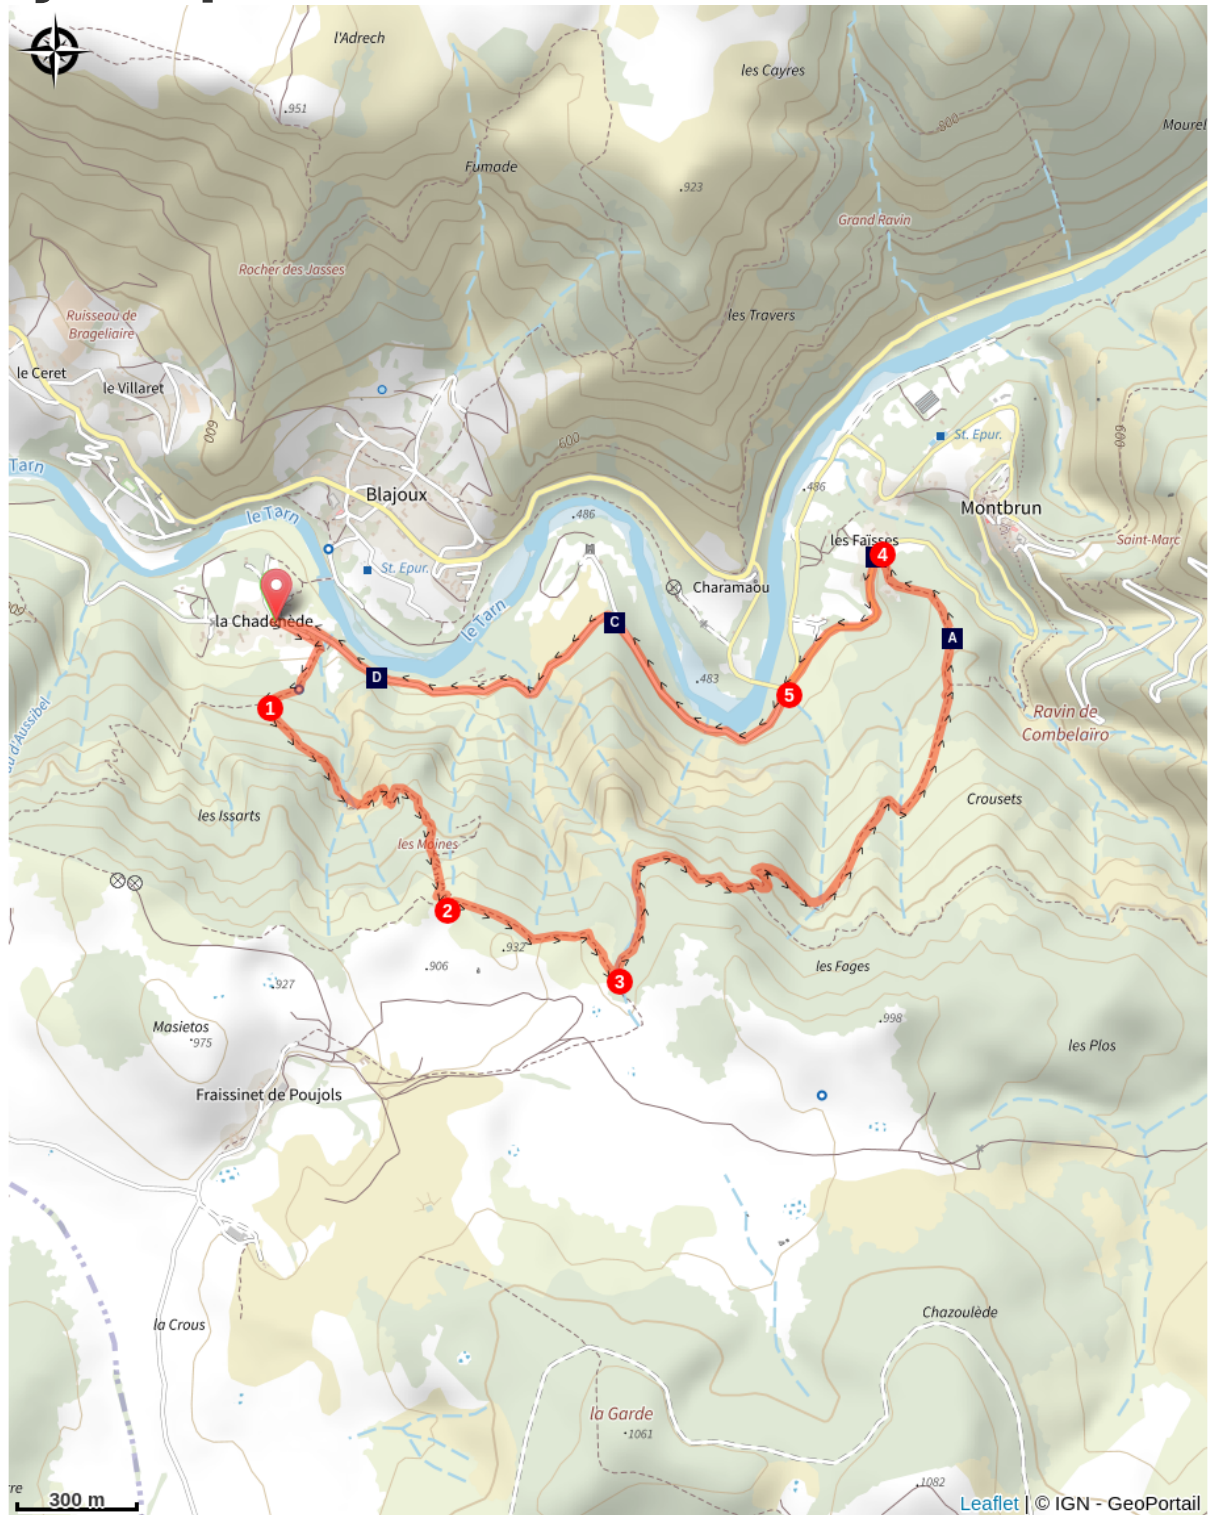 l'Adrech
les Cayres
.951
800
Mourel
Fumade
.923
Grand Ravin
Rocher des Jasses
Ruisseau de
Brageliaire
les Travers
le Ceret
le Villaret
600
600
600
St. Epur.
Tarn
.486
Blajoux
Montbrun
le Tarn
.486
les Faïsses
Saint-Marc
4
St. Epur.
Charamaou
le Tarn
la Chadenède
C
A
D
.483
5
1
Ravin de
Combelaïro
Crousets
les Issarts
les Moines
2
.932
.906
les Fages
3
.927
.998
Masietos
975
les Plos
Fraissinet de Poujols
la Crous
Chazoulède
la Garde
1061
.1082
300 m
Leaflet | © IGN - GeoPortail